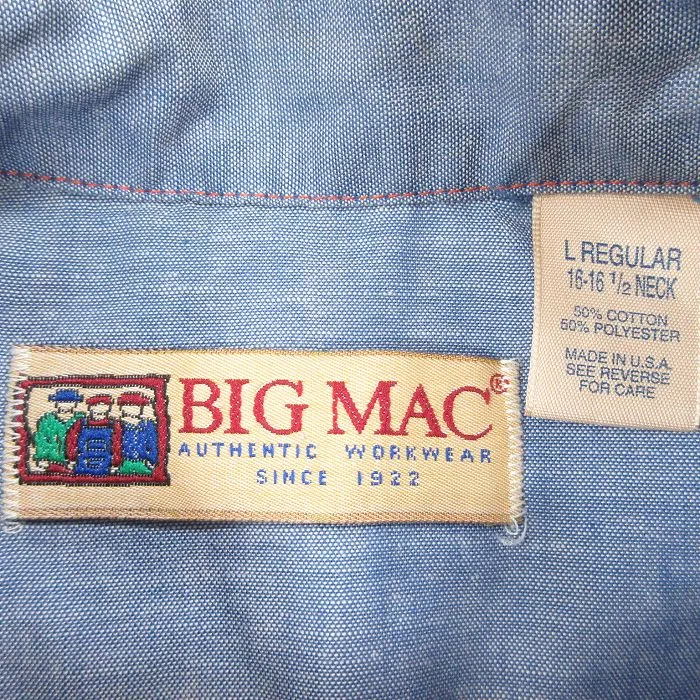 L REGULAR
16-16 1/2 NECK
50% COTTON
50% POLYESTER
MADE IN U.S.A.
SEE REVERSE
FOR CARE
BIG MAC®
AUTHENTIC WORKWEAR
SINCE 1922